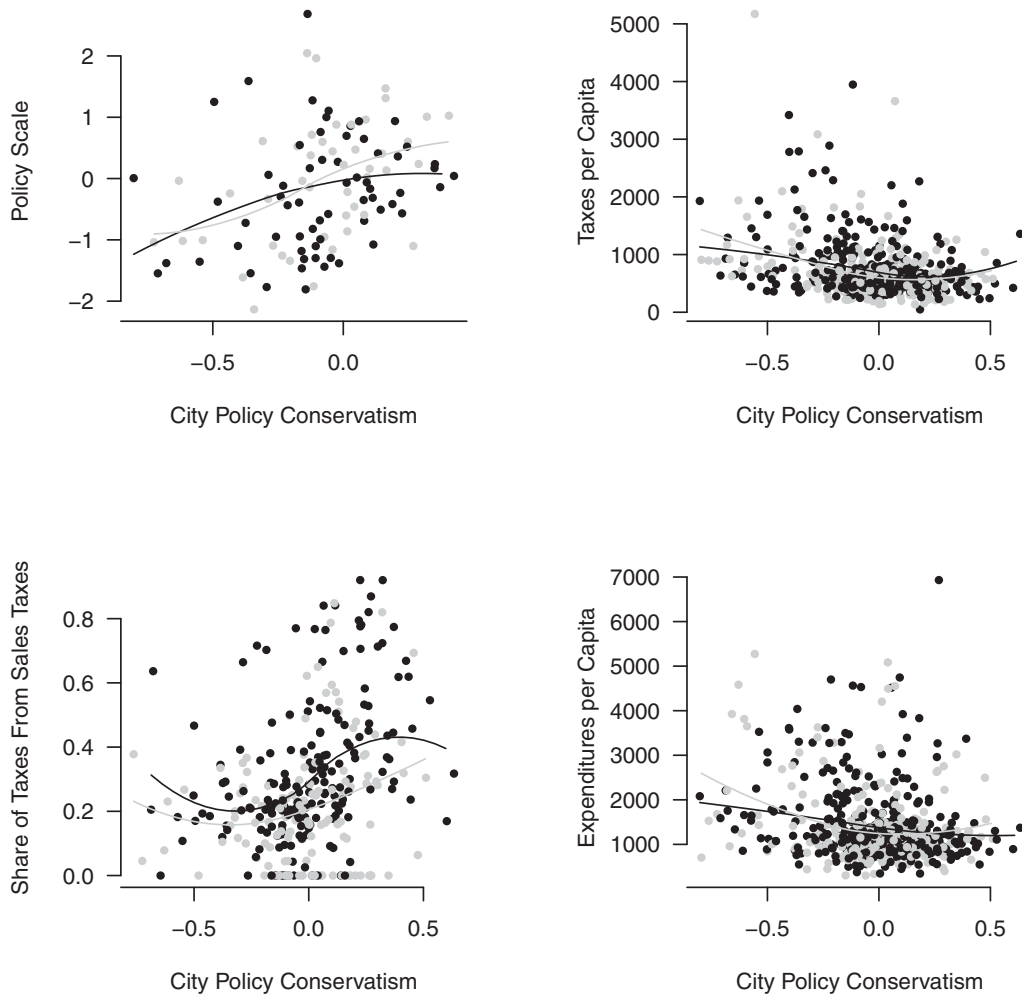 Policy Scale
2
1
0
−1
−2
−0.5 0.0
City Policy Conservatism
Taxes per Capita
5000
4000
3000
2000
1000
0
−0.5 0.0 0.5
City Policy Conservatism
Share of Taxes From Sales Taxes
0.8
0.6
0.4
0.2
0.0
−0.5 0.0 0.5
City Policy Conservatism
Expenditures per Capita
7000
6000
5000
4000
3000
2000
1000
−0.5 0.0 0.5
City Policy Conservatism